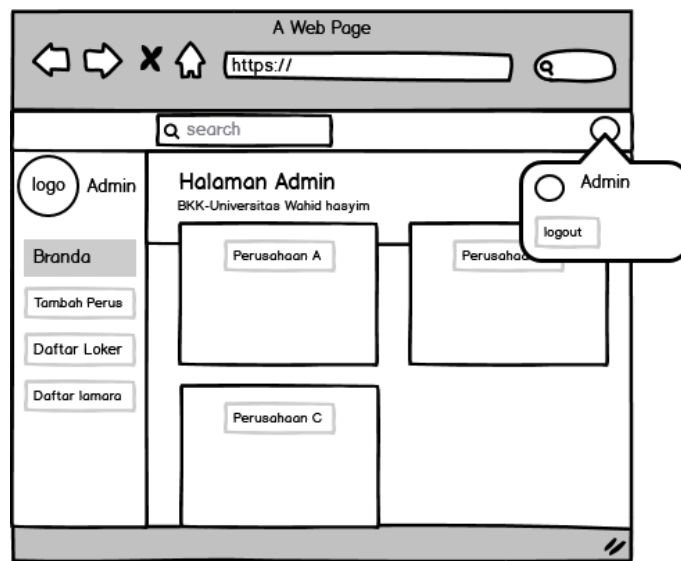 A Web Page
https://
search
logo
Admin
Halaman Admin
BKK-Universitas Wahid hasyim
Admin
logout
Branda
Tambah Perus
Daftar Loker
Daftar lamara
Perusahaan A
Perusahaa
Perusahaan C